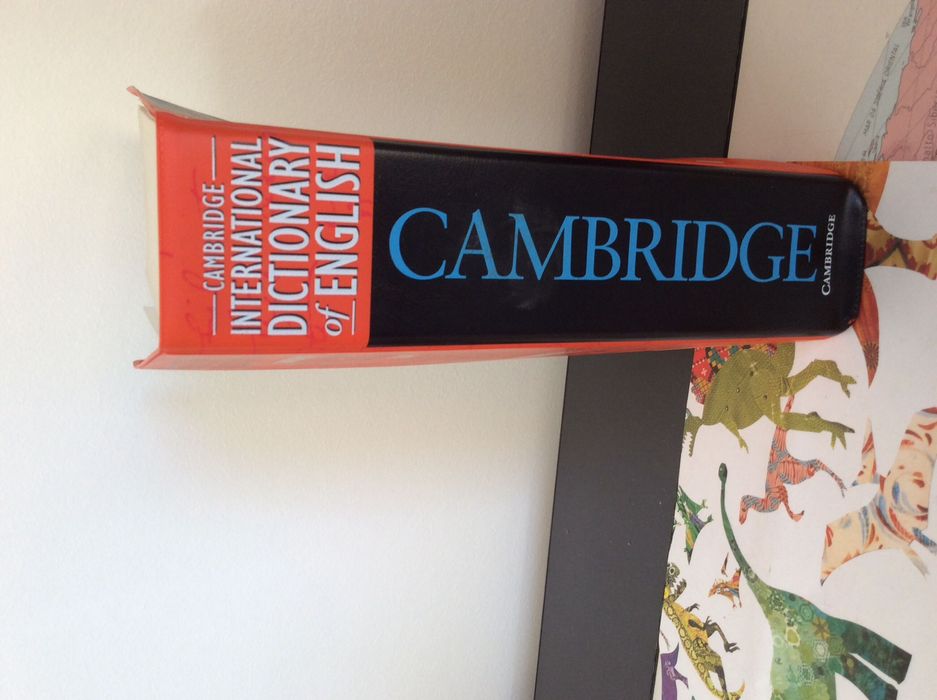 CAMBRIDGE
INTERNATIONAL
DICTIONARY
of ENGLISH
CAMBRIDGE
CAMBRIDGE